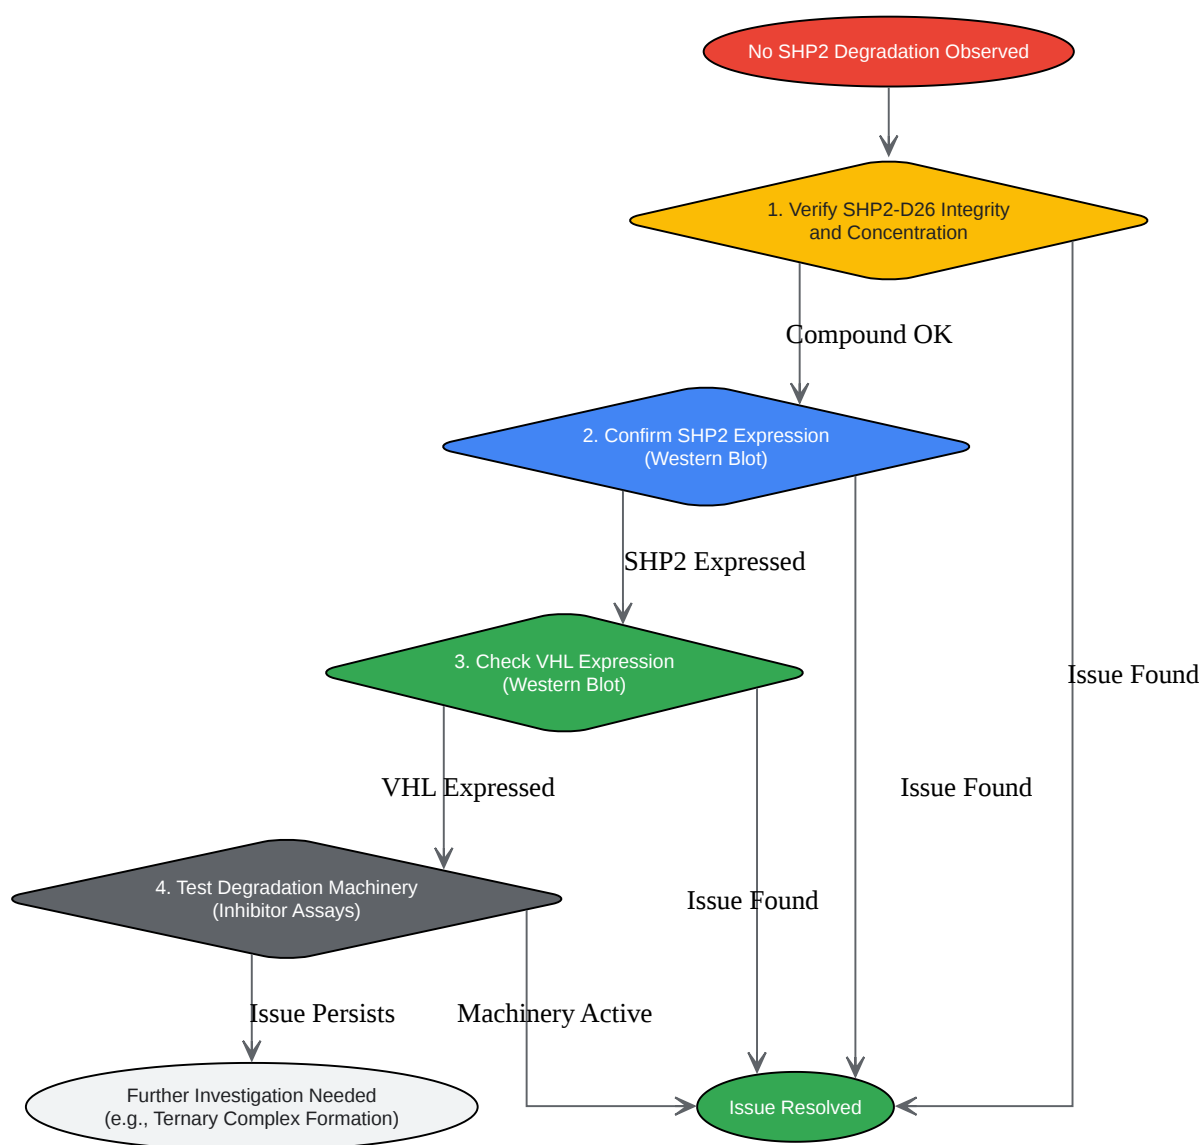 No SHP2 Degradation Observed
1. Verify SHP2-D26 Integrity
and Concentration
Compound OK
2. Confirm SHP2 Expression
(Western Blot)
SHP2 Expressed
3. Check VHL Expression
(Western Blot)
Issue Found
VHL Expressed
Issue Found
4. Test Degradation Machinery
(Inhibitor Assays)
Issue Found
Issue Persists
Machinery Active
Further Investigation Needed
(e.g., Ternary Complex Formation)
Issue Resolved